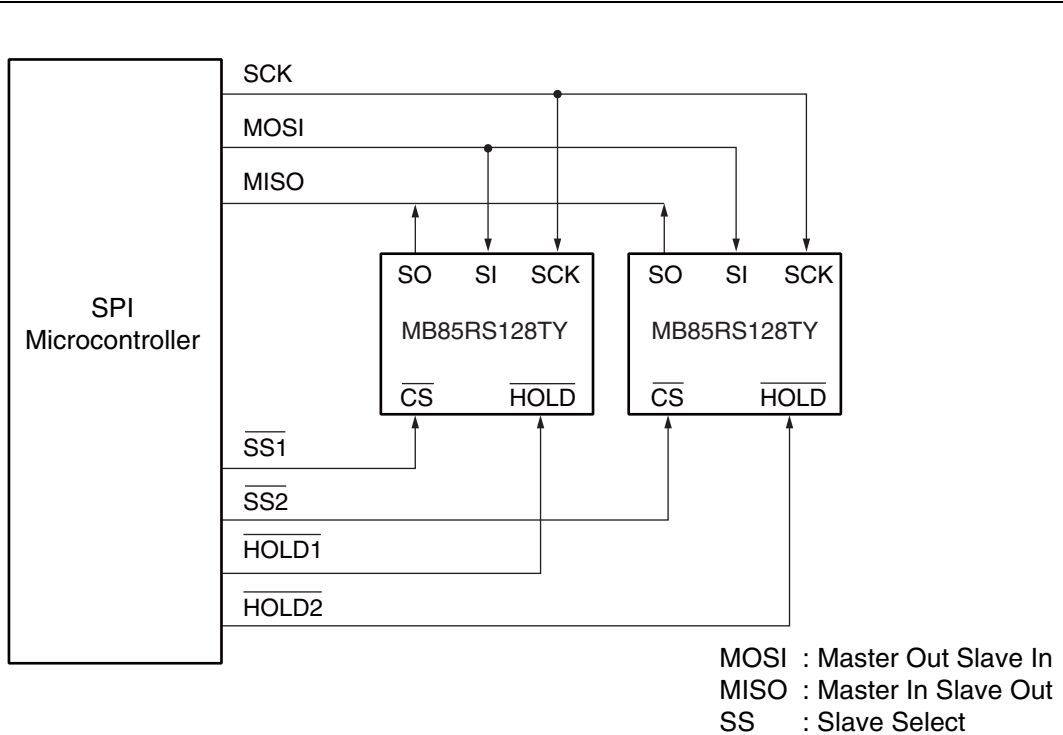 SCK
MOSI
MISO
SPI
Microcontroller
SO SI SCK
MB85RS128TY
CS HOLD
SO SI SCK
MB85RS128TY
CS HOLD
SS1
SS2
HOLD1
HOLD2
MOSI : Master Out Slave In
MISO : Master In Slave Out
SS : Slave Select